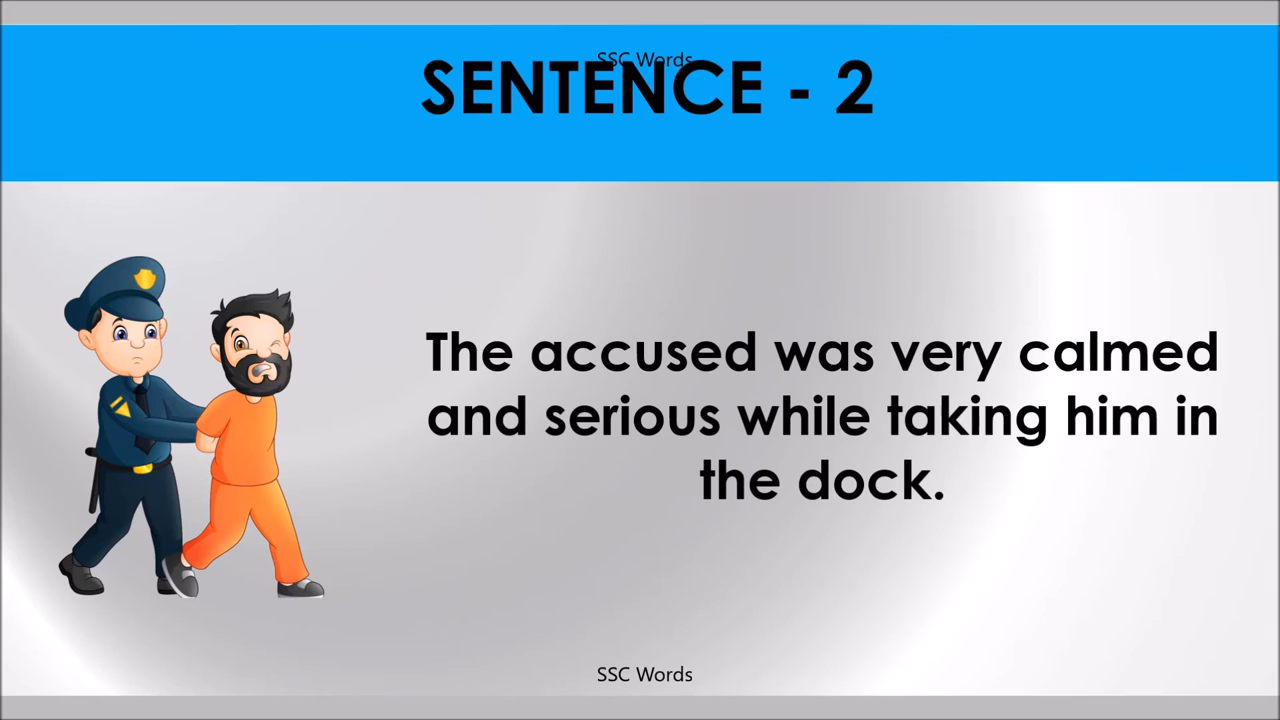 SSC Words
SENTENCE - 2
The accused was very calmed
and serious while taking him in
the dock.
SSC Words